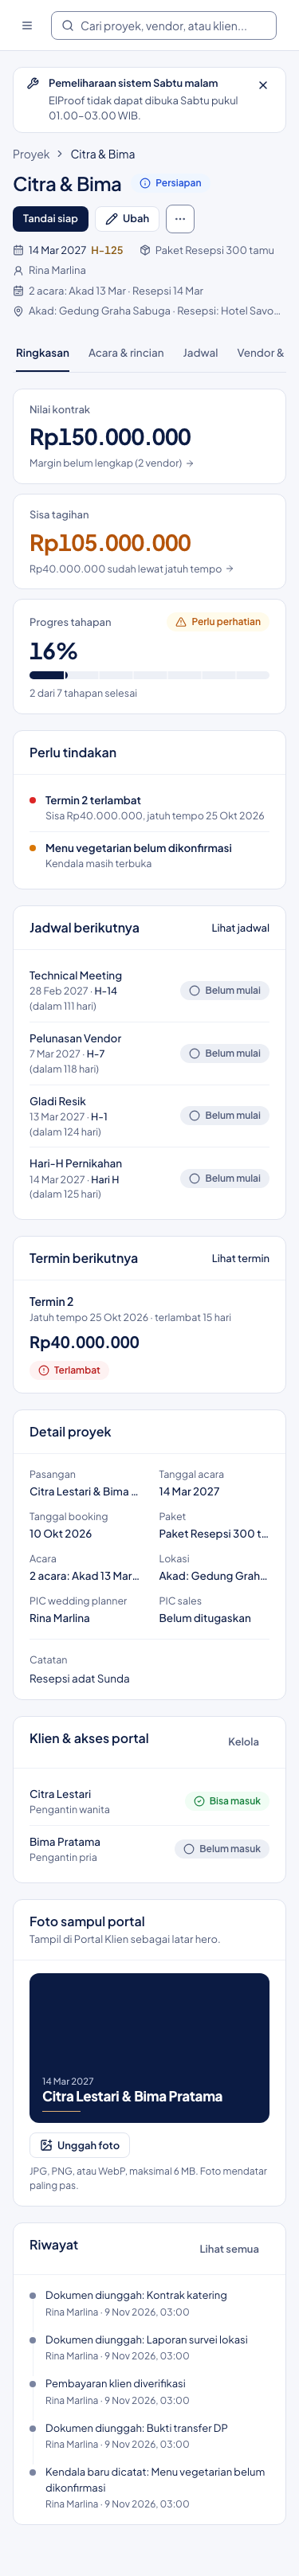 Cari proyek, vendor, atau klien...
Pemeliharaan sistem Sabtu malam
ElProof tidak dapat dibuka Sabtu pukul
01.00–03.00 WIB.
Proyek > Citra & Bima
Citra & Bima Persiapan
Tandai siap Ubah ...
14 Mar 2027 H-125 Paket Resepsi 300 tamu
Rina Marlina
2 acara: Akad 13 Mar · Resepsi 14 Mar
Akad: Gedung Graha Sabuga · Resepsi: Hotel Savo...
Ringkasan Acara & rincian Jadwal Vendor &
Nilai kontrak
Rp150.000.000
Margin belum lengkap (2 vendor) →
Sisa tagihan
Rp105.000.000
Rp40.000.000 sudah lewat jatuh tempo →
Progres tahapan Perlu perhatian
16%
2 dari 7 tahapan selesai
Perlu tindakan
Termin 2 terlambat
Sisa Rp40.000.000, jatuh tempo 25 Okt 2026
Menu vegetarian belum dikonfirmasi
Kendala masih terbuka
Jadwal berikutnya Lihat jadwal
Technical Meeting
28 Feb 2027 · H-14
(dalam 111 hari)
Belum mulai
Pelunasan Vendor
7 Mar 2027 · H-7
(dalam 118 hari)
Belum mulai
Gladi Resik
13 Mar 2027 · H-1
(dalam 124 hari)
Belum mulai
Hari-H Pernikahan
14 Mar 2027 · Hari H
(dalam 125 hari)
Belum mulai
Termin berikutnya Lihat termin
Termin 2
Jatuh tempo 25 Okt 2026 · terlambat 15 hari
Rp40.000.000
Terlambat
Detail proyek
Pasangan Tanggal acara
Citra Lestari & Bima ... 14 Mar 2027
Tanggal booking Paket
10 Okt 2026 Paket Resepsi 300 t...
Acara Lokasi
2 acara: Akad 13 Mar... Akad: Gedung Grah...
PIC wedding planner PIC sales
Rina Marlina Belum ditugaskan
Catatan
Resepsi adat Sunda
Klien & akses portal Kelola
Citra Lestari
Pengantin wanita
Bisa masuk
Bima Pratama
Pengantin pria
Belum masuk
Foto sampul portal
Tampil di Portal Klien sebagai latar hero.
14 Mar 2027
Citra Lestari & Bima Pratama
Unggah foto
JPG, PNG, atau WebP, maksimal 6 MB. Foto mendatar
paling pas.
Riwayat Lihat semua
Dokumen diunggah: Kontrak katering
Rina Marlina · 9 Nov 2026, 03:00
Dokumen diunggah: Laporan survei lokasi
Rina Marlina · 9 Nov 2026, 03:00
Pembayaran klien diverifikasi
Rina Marlina · 9 Nov 2026, 03:00
Dokumen diunggah: Bukti transfer DP
Rina Marlina · 9 Nov 2026, 03:00
Kendala baru dicatat: Menu vegetarian belum
dikonfirmasi
Rina Marlina · 9 Nov 2026, 03:00